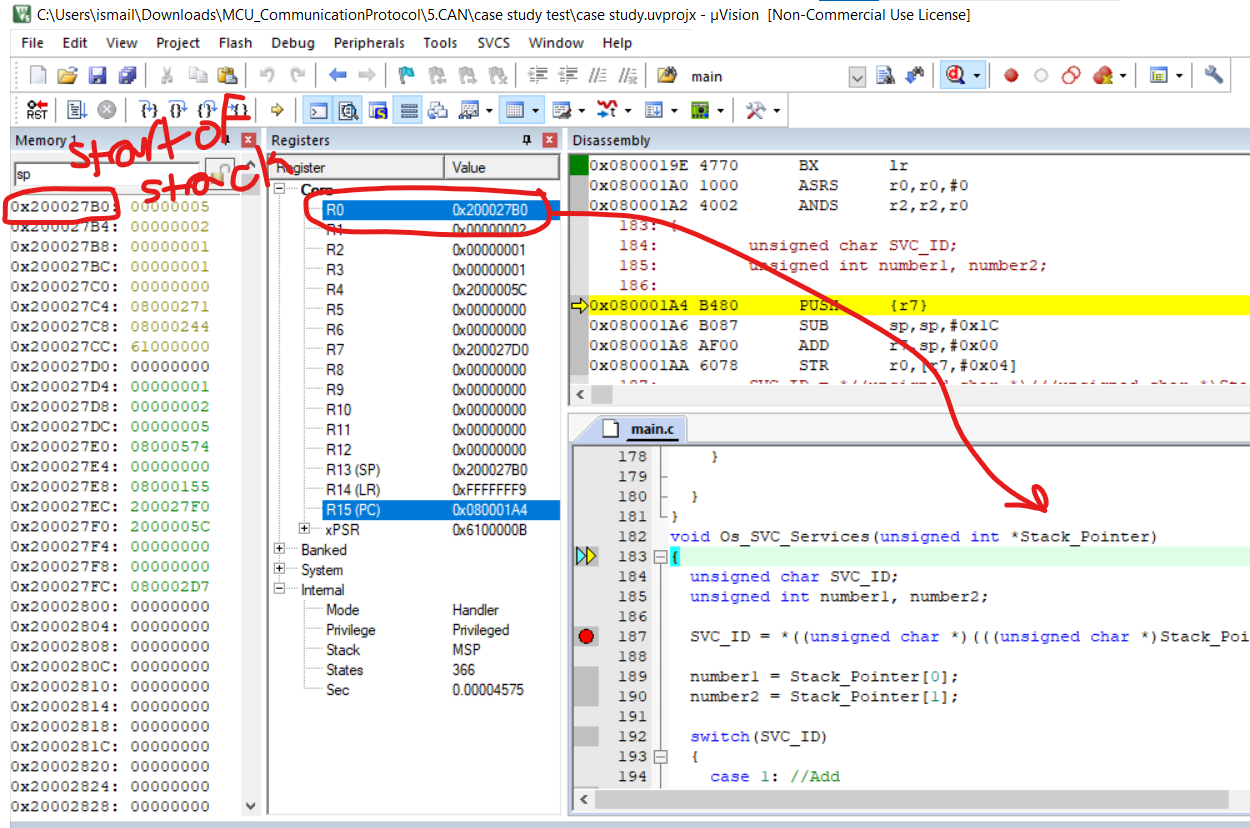 C:\Users\ismail\Downloads\MCU_CommunicationProtocol\5.CAN\case study test\case study.uvprojx - µVision [Non-Commercial Use License]
File Edit View Project Flash Debug Peripherals Tools SVCS Window Help
main
RST
Memory 1
start of
stack
sp
0x200027B0: 00000005
0x200027B4: 00000002
0x200027B8: 00000001
0x200027BC: 00000001
0x200027C0: 00000000
0x200027C4: 08000271
0x200027C8: 08000244
0x200027CC: 61000000
0x200027D0: 00000000
0x200027D4: 00000001
0x200027D8: 00000002
0x200027DC: 00000005
0x200027E0: 08000574
0x200027E4: 00000000
0x200027E8: 08000155
0x200027EC: 200027F0
0x200027F0: 2000005C
0x200027F4: 00000000
0x200027F8: 00000000
0x200027FC: 080002D7
0x20002800: 00000000
0x20002804: 00000000
0x20002808: 00000000
0x2000280C: 00000000
0x20002810: 00000000
0x20002814: 00000000
0x20002818: 00000000
0x2000281C: 00000000
0x20002820: 00000000
0x20002824: 00000000
0x20002828: 00000000
Registers
Register Value
Core
R0 0x200027B0
R1 0x00000002
R2 0x00000001
R3 0x00000001
R4 0x2000005C
R5 0x00000000
R6 0x00000000
R7 0x200027D0
R8 0x00000000
R9 0x00000000
R10 0x00000000
R11 0x00000000
R12 0x00000000
R13 (SP) 0x200027B0
R14 (LR) 0xFFFFFFF9
R15 (PC) 0x080001A4
xPSR 0x6100000B
Banked
System
Internal
Mode Handler
Privilege Privileged
Stack MSP
States 366
Sec 0.00004575
Disassembly
0x0800019E 4770 BX lr
0x080001A0 1000 ASRS r0,r0,#0
0x080001A2 4002 ANDS r2,r2,r0
183: {
184: unsigned char SVC_ID;
185: unsigned int number1, number2;
186:
0x080001A4 B480 PUSH {r7}
0x080001A6 B087 SUB sp,sp,#0x1C
0x080001A8 AF00 ADD r7,sp,#0x00
0x080001AA 6078 STR r0,[r7,#0x04]
main.c
178 }
179
180 }
181 }
182 void Os_SVC_Services(unsigned int *Stack_Pointer)
183 {
184 unsigned char SVC_ID;
185 unsigned int number1, number2;
186
187 SVC_ID = *((unsigned char *)(((unsigned char *)Stack_Poi
188
189 number1 = Stack_Pointer[0];
190 number2 = Stack_Pointer[1];
191
192 switch(SVC_ID)
193 {
194 case 1: //Add